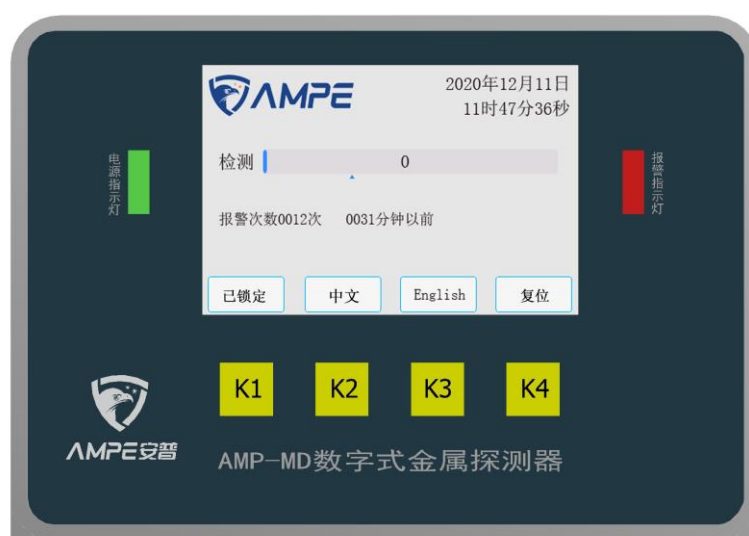 AMPE
2020年12月11日
11时47分36秒
检测 0
报警次数0012次 0031分钟以前
已锁定 中文 English 复位
电源指示灯
报警指示灯
K1 K2 K3 K4
AMPE安普
AMP-MD数字式金属探测器